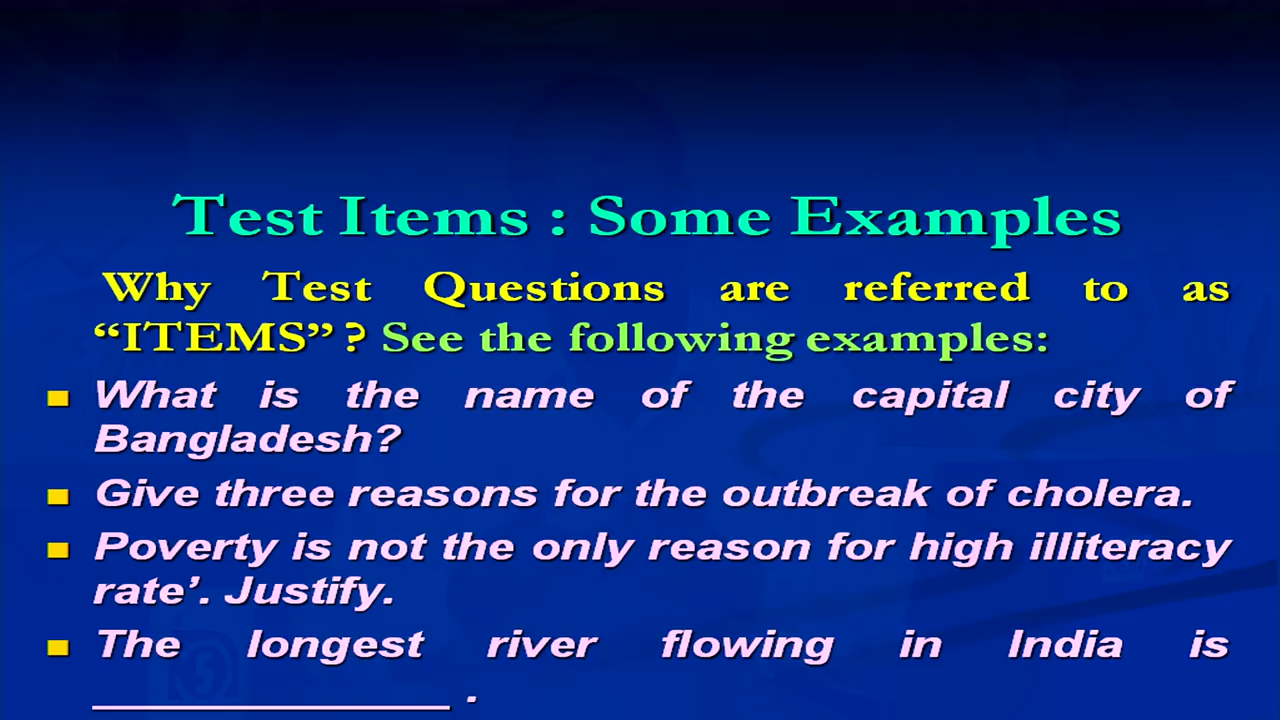 Test Items : Some Examples
Why Test Questions are referred to as
“ITEMS” ? See the following examples:
What is the name of the capital city of
Bangladesh?
Give three reasons for the outbreak of cholera.
Poverty is not the only reason for high illiteracy
rate’. Justify.
The longest river flowing in India is
________________ .